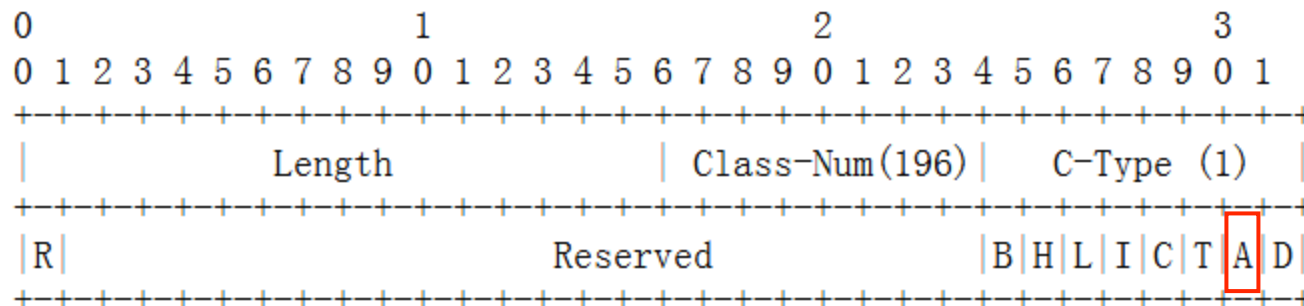 0 1 2 3
0 1 2 3 4 5 6 7 8 9 0 1 2 3 4 5 6 7 8 9 0 1 2 3 4 5 6 7 8 9 0 1
+-+-+-+-+-+-+-+-+-+-+-+-+-+-+-+-+-+-+-+-+-+-+-+-+-+-+-+-+-+-+-+-+
| Length | Class-Num(196)| C-Type (1) |
+-+-+-+-+-+-+-+-+-+-+-+-+-+-+-+-+-+-+-+-+-+-+-+-+-+-+-+-+-+-+-+-+
|R| Reserved |B|H|L|I|C|T|A|D|
+-+-+-+-+-+-+-+-+-+-+-+-+-+-+-+-+-+-+-+-+-+-+-+-+-+-+-+-+-+-+-+-+